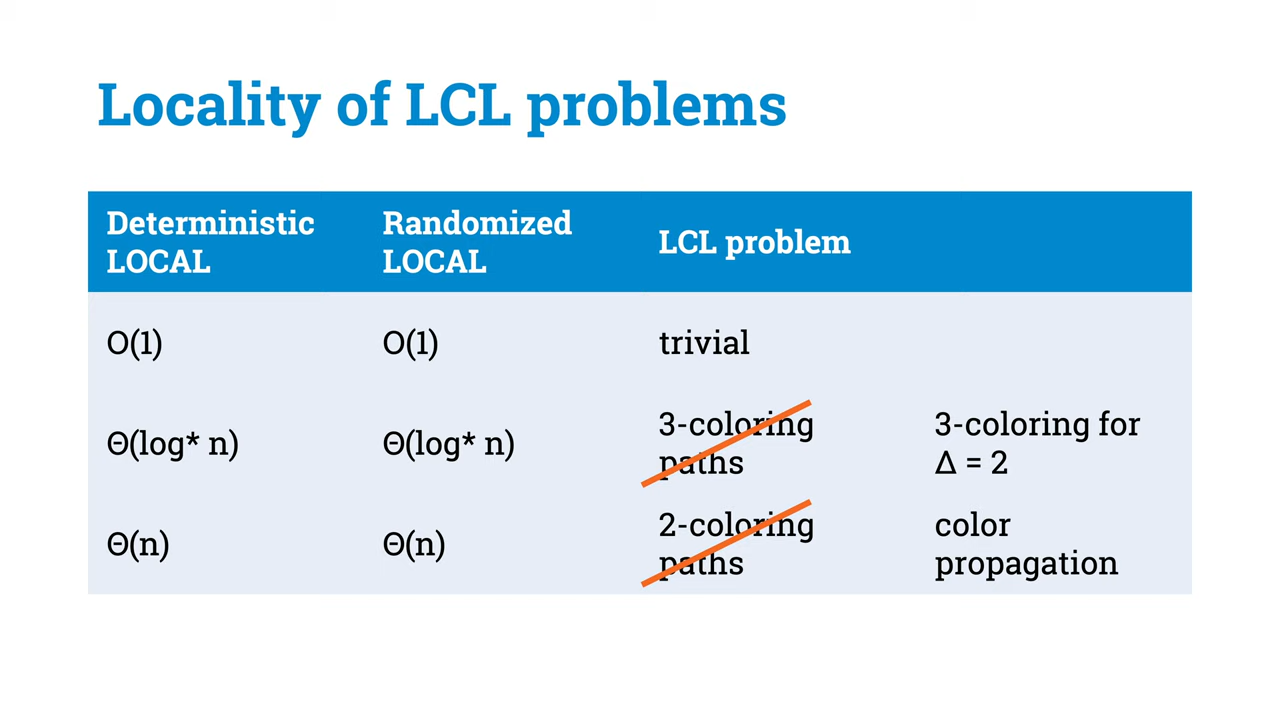 Locality of LCL problems
Deterministic
LOCAL
Randomized
LOCAL
LCL problem
O(1)
O(1)
trivial
Θ(log* n)
Θ(log* n)
3-coloring
paths
3-coloring for
Δ = 2
Θ(n)
Θ(n)
2-coloring
paths
color
propagation